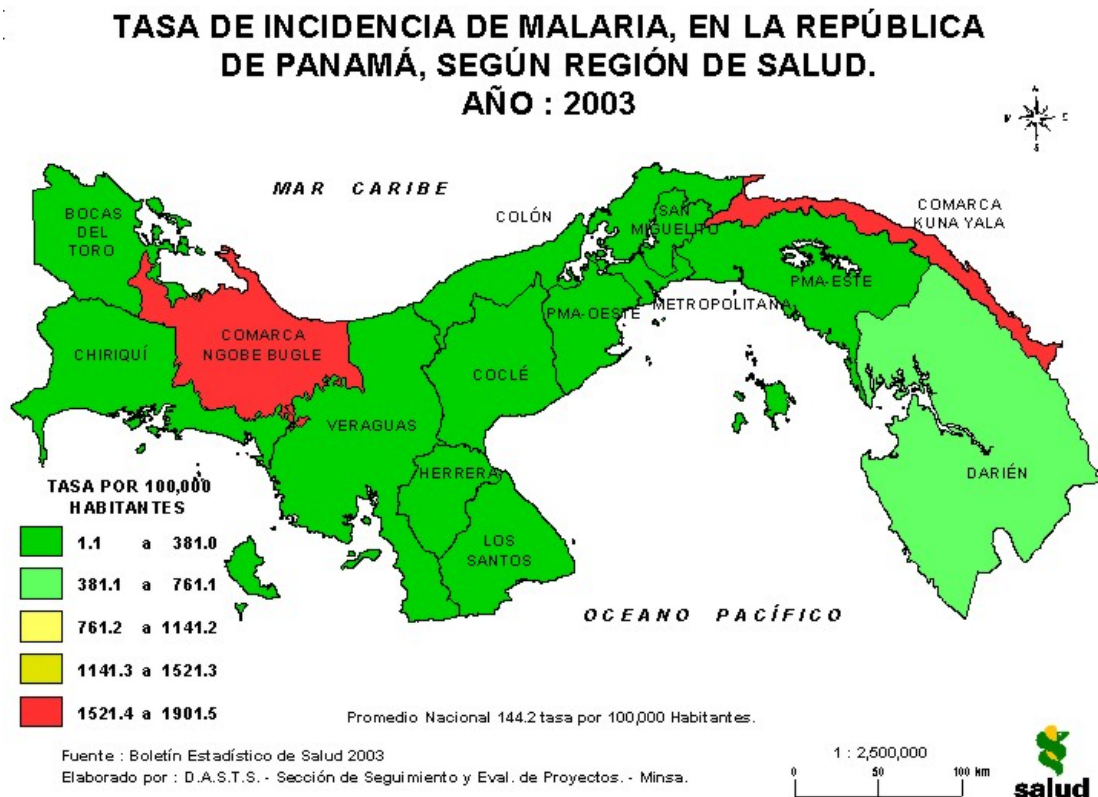 TASA DE INCIDENCIA DE MALARIA, EN LA REPÚBLICA
DE PANAMÁ, SEGÚN REGIÓN DE SALUD.
AÑO : 2003
N
W E
S
MAR CARIBE
BOCAS
DEL
TORO
COLÓN
SAN
MIGUELITO
COMARCA
KUNA YALA
PMA-ESTE
METROPOLITANA
PMA-OESTE
COMARCA
NGOBE BUGLE
CHIRIQUÍ
COCLÉ
VERAGUAS
HERRERA
DARIÉN
LOS
SANTOS
OCEANO PACÍFICO
TASA POR 100,000
HABITANTES
1.1 a 381.0
381.1 a 761.1
761.2 a 1141.2
1141.3 a 1521.3
1521.4 a 1901.5
Promedio Nacional 144.2 tasa por 100,000 Habitantes.
Fuente : Boletín Estadístico de Salud 2003
Elaborado por : D.A.S.T.S. - Sección de Seguimiento y Eval. de Proyectos. - Minsa.
1 : 2,500,000
0 50 100 km
salud